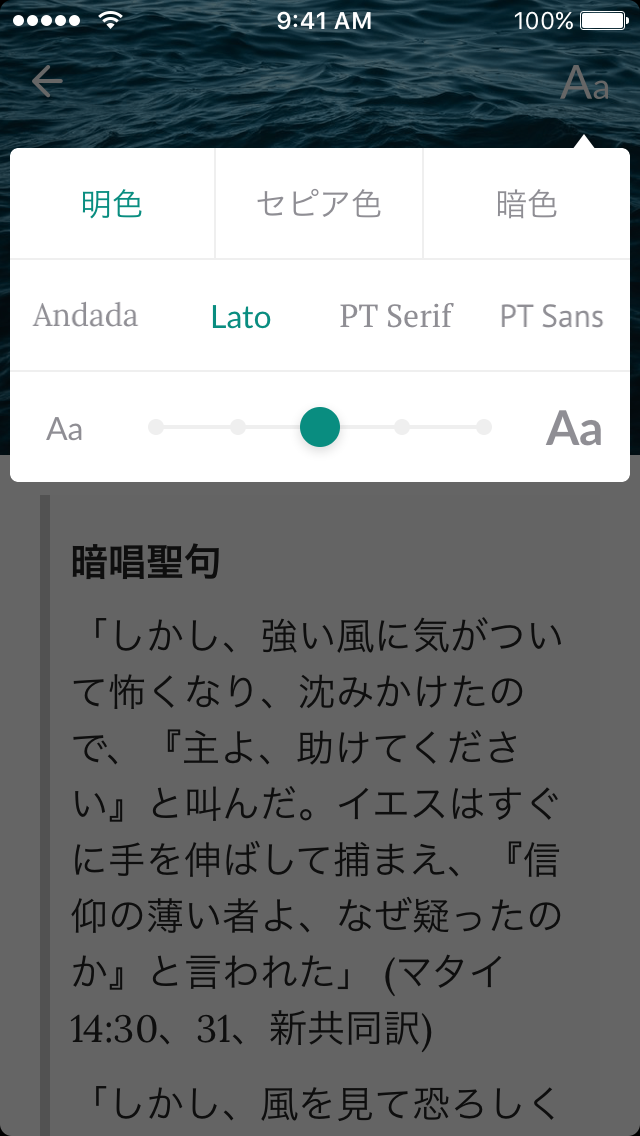 9:41 AM
100%
Aa
明色 セピア色 暗色
Andada Lato PT Serif PT Sans
Aa Aa
暗唱聖句
「しかし、強い風に気がつい
て怖くなり、沈みかけたの
で、『主よ、助けてくださ
い』と叫んだ。イエスはすぐ
に手を伸ばして捕まえ、『信
仰の薄い者よ、なぜ疑ったの
か』と言われた」 (マタイ
14:30、31、新共同訳)
「しかし、風を見て恐ろしく